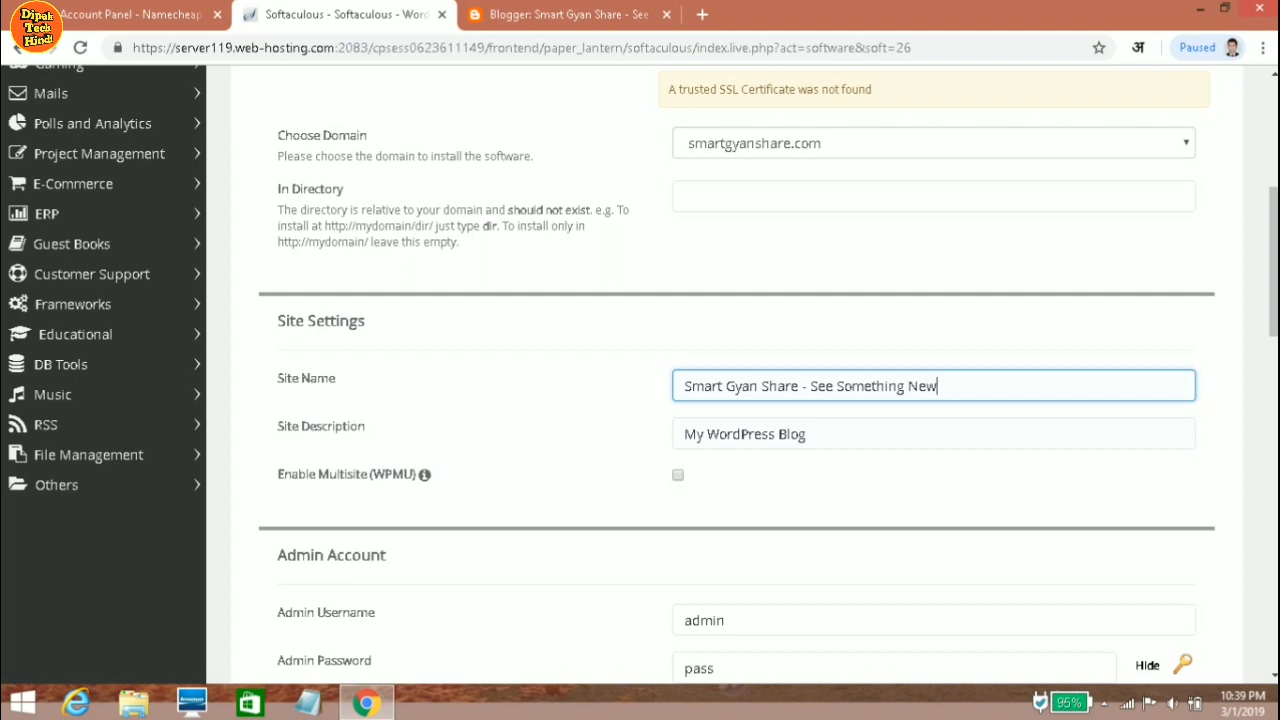 Dipak
Tech
Hindi
Account Panel - Namecheap
Softaculous - Softaculous - Wor
Blogger: Smart Gyan Share - See
https://server119.web-hosting.com:2083/cpsess0623611149/frontend/paper_lantern/softaculous/index.live.php?act=software&soft=26
अ
Paused
Gaming
Mails
Polls and Analytics
Project Management
E-Commerce
ERP
Guest Books
Customer Support
Frameworks
Educational
DB Tools
Music
RSS
File Management
Others
A trusted SSL Certificate was not found
Choose Domain
Please choose the domain to install the software.
smartgyanshare.com
In Directory
The directory is relative to your domain and should not exist. e.g. To
install at http://mydomain/dir/ just type dir. To install only in
http://mydomain/ leave this empty.
Site Settings
Site Name
Smart Gyan Share - See Something New
Site Description
My WordPress Blog
Enable Multisite (WPMU)
Admin Account
Admin Username
admin
Admin Password
pass
Hide
95%
10:39 PM
3/1/2019